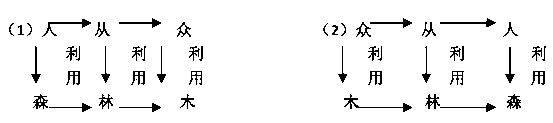 (1)人 从 众 (2)众 从 人
利 利 利 利 利 利
用 用 用 用 用 用
森 林 木 木 林 森